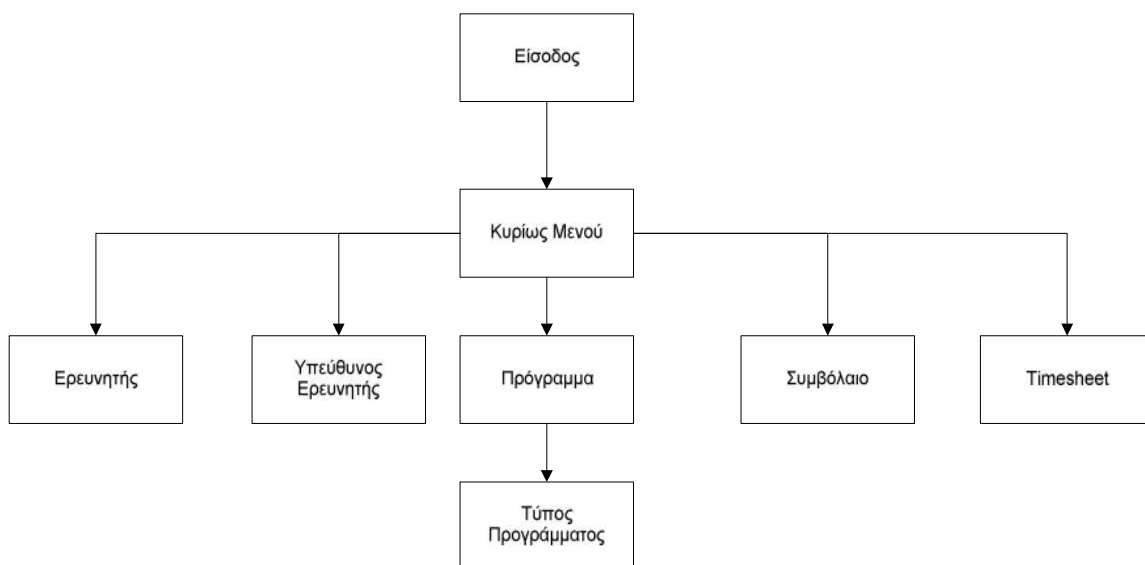 Είσοδος
Κυρίως Μενού
Ερευνητής
Υπεύθυνος
Ερευνητής
Πρόγραμμα
Συμβόλαιο
Timesheet
Τύπος
Προγράμματος